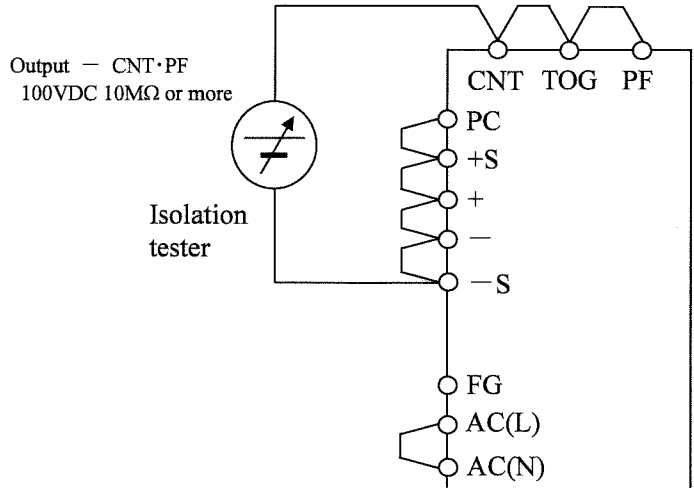 Output － CNT･PF
100VDC 10MΩ or more
CNT TOG PF
PC
+S
+
－
－S
Isolation
tester
FG
AC(L)
AC(N)